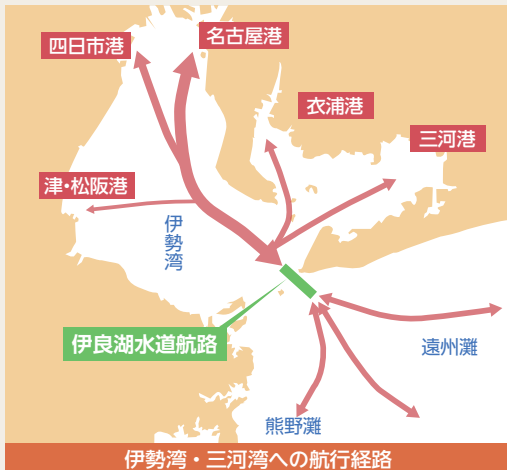 四日市港
名古屋港
衣浦港
三河港
津・松阪港
伊勢湾
伊良湖水道航路
遠州灘
熊野灘
伊勢湾・三河湾への航行経路